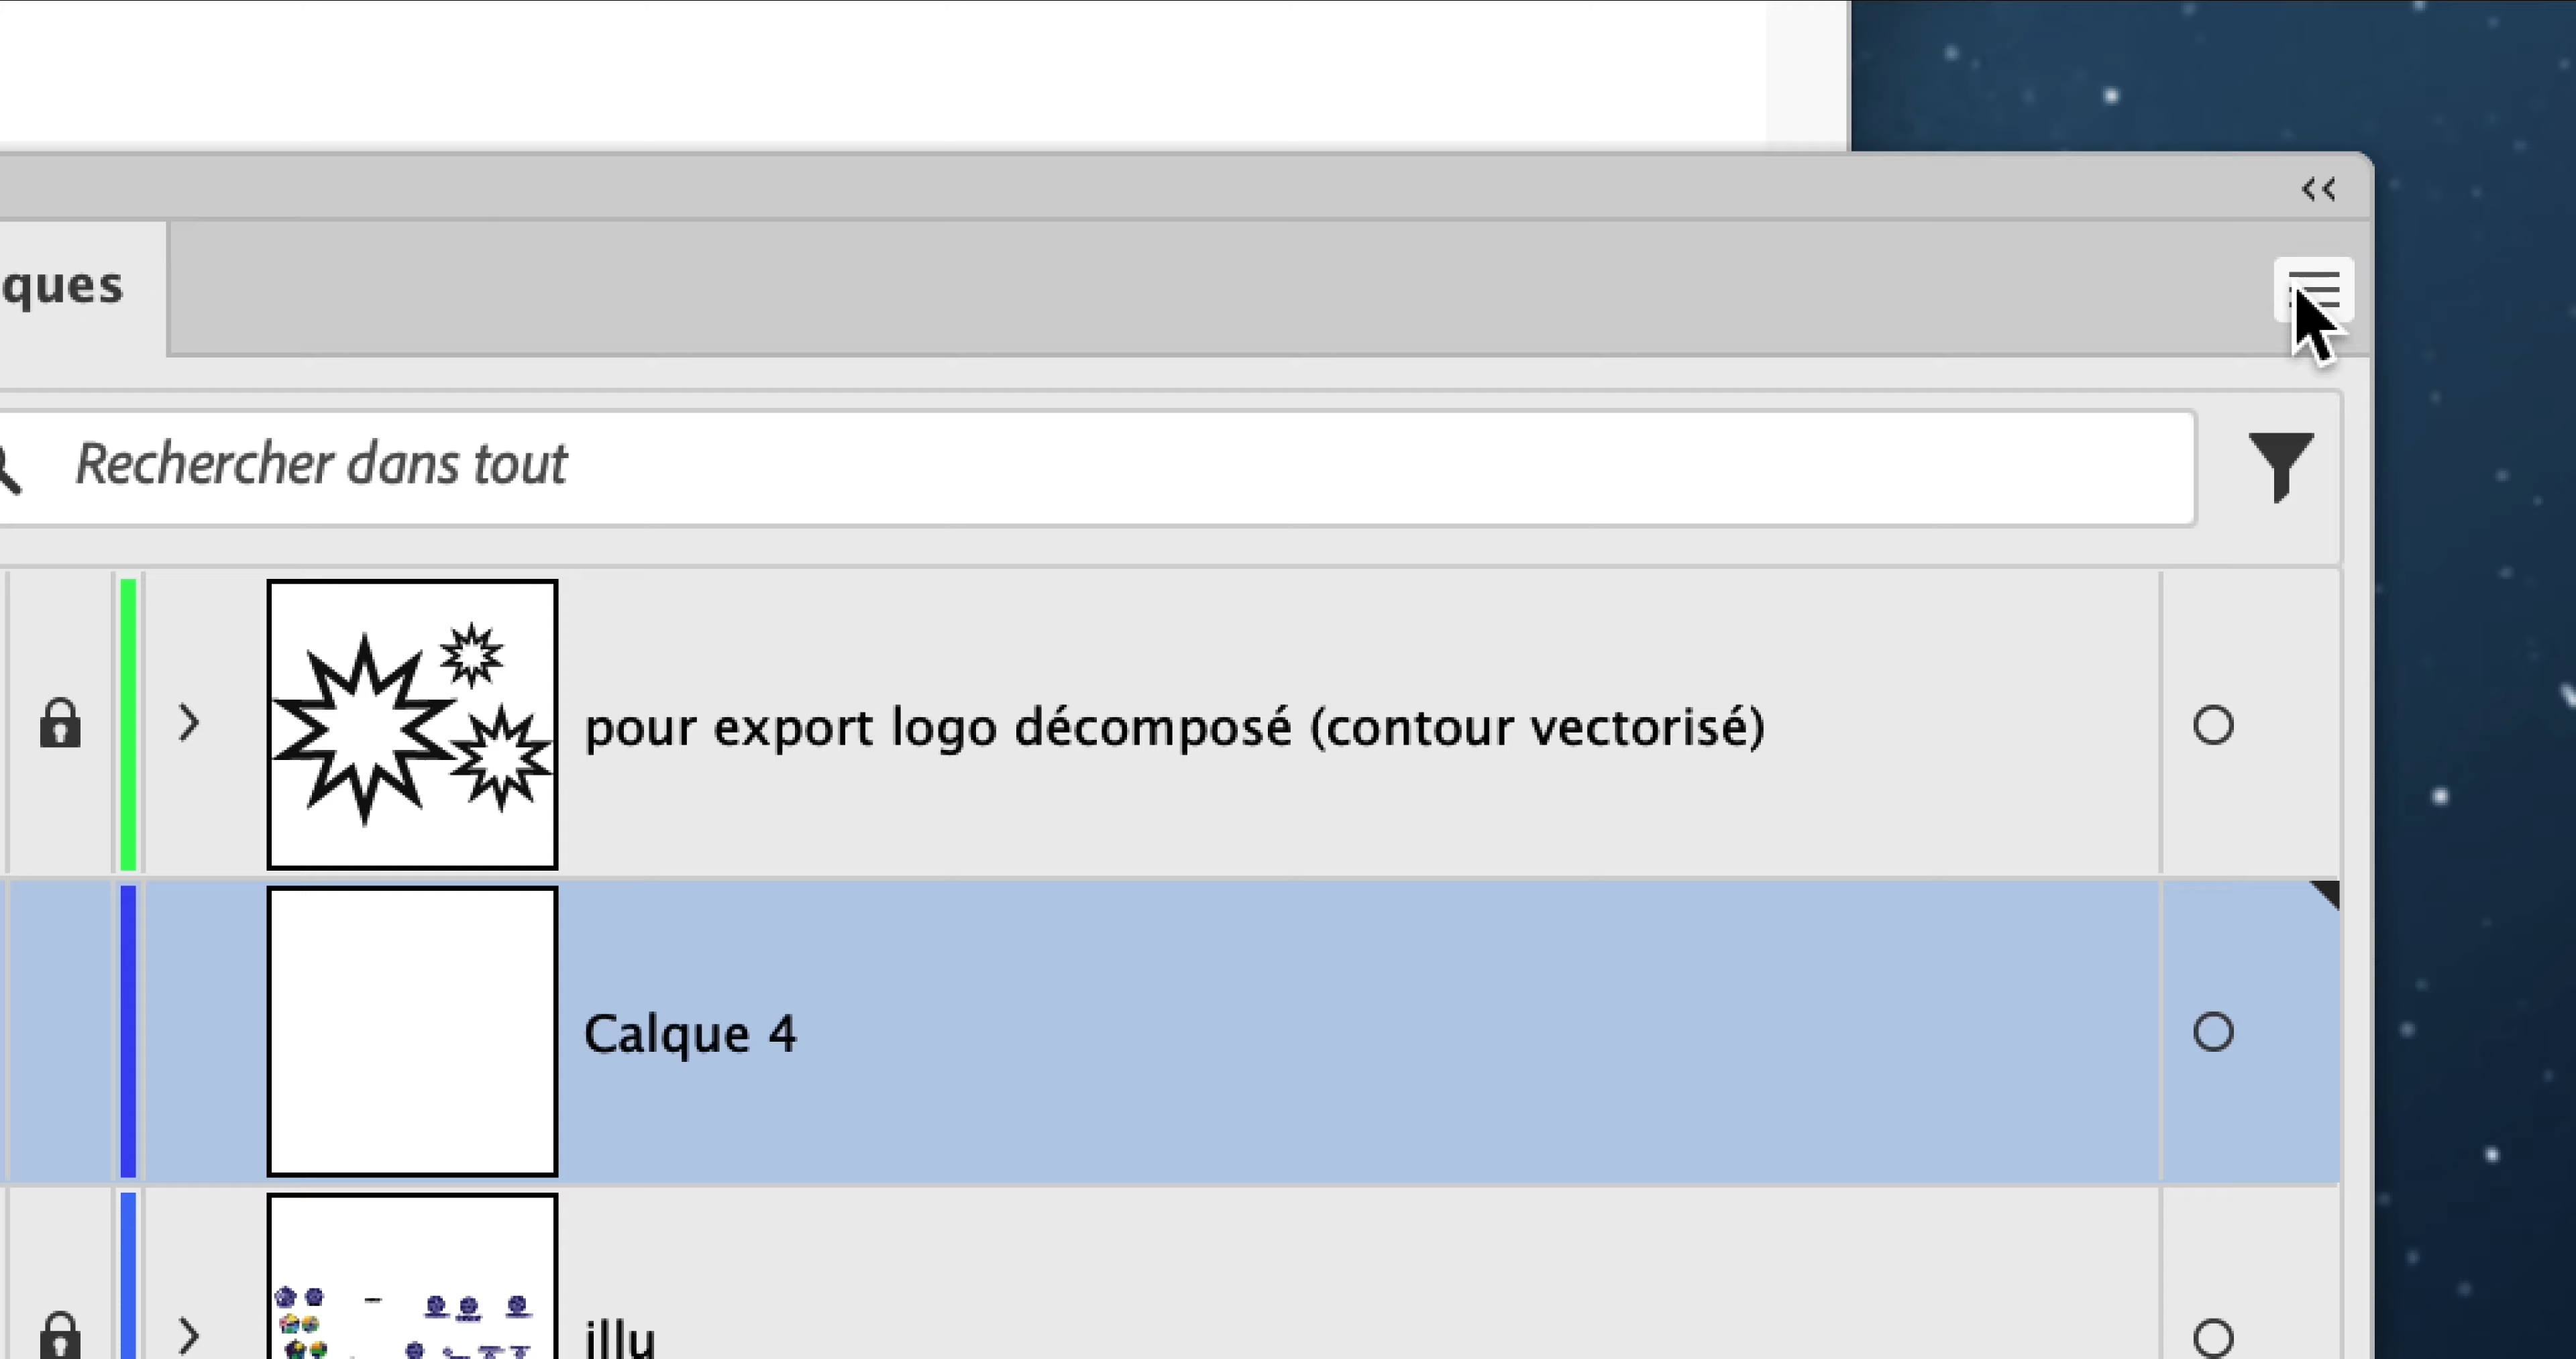 ques
Rechercher dans tout
pour export logo décomposé (contour vectorisé)
Calque 4
illu